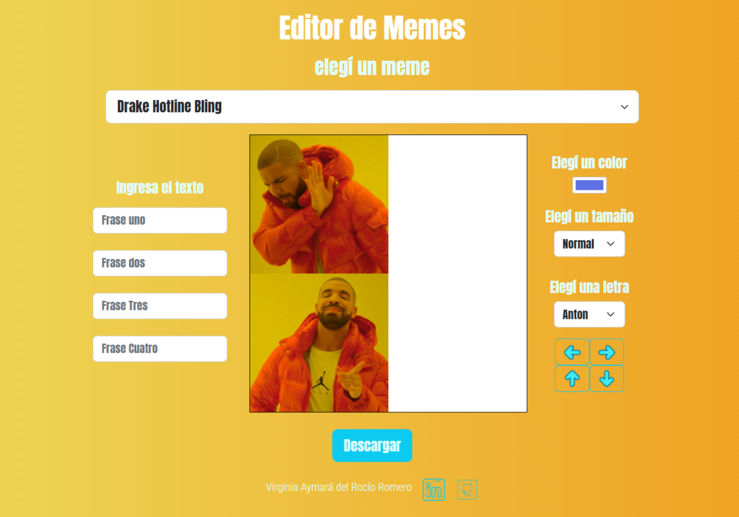 Editor de Memes
elegí un meme
Drake Hotline Bling
Ingresa el texto
Frase uno
Frase dos
Frase Tres
Frase Cuatro
Elegí un color
Elegí un tamaño
Normal
Elegí una letra
Anton
Descargar
Virginia Aymará del Rocío Romero